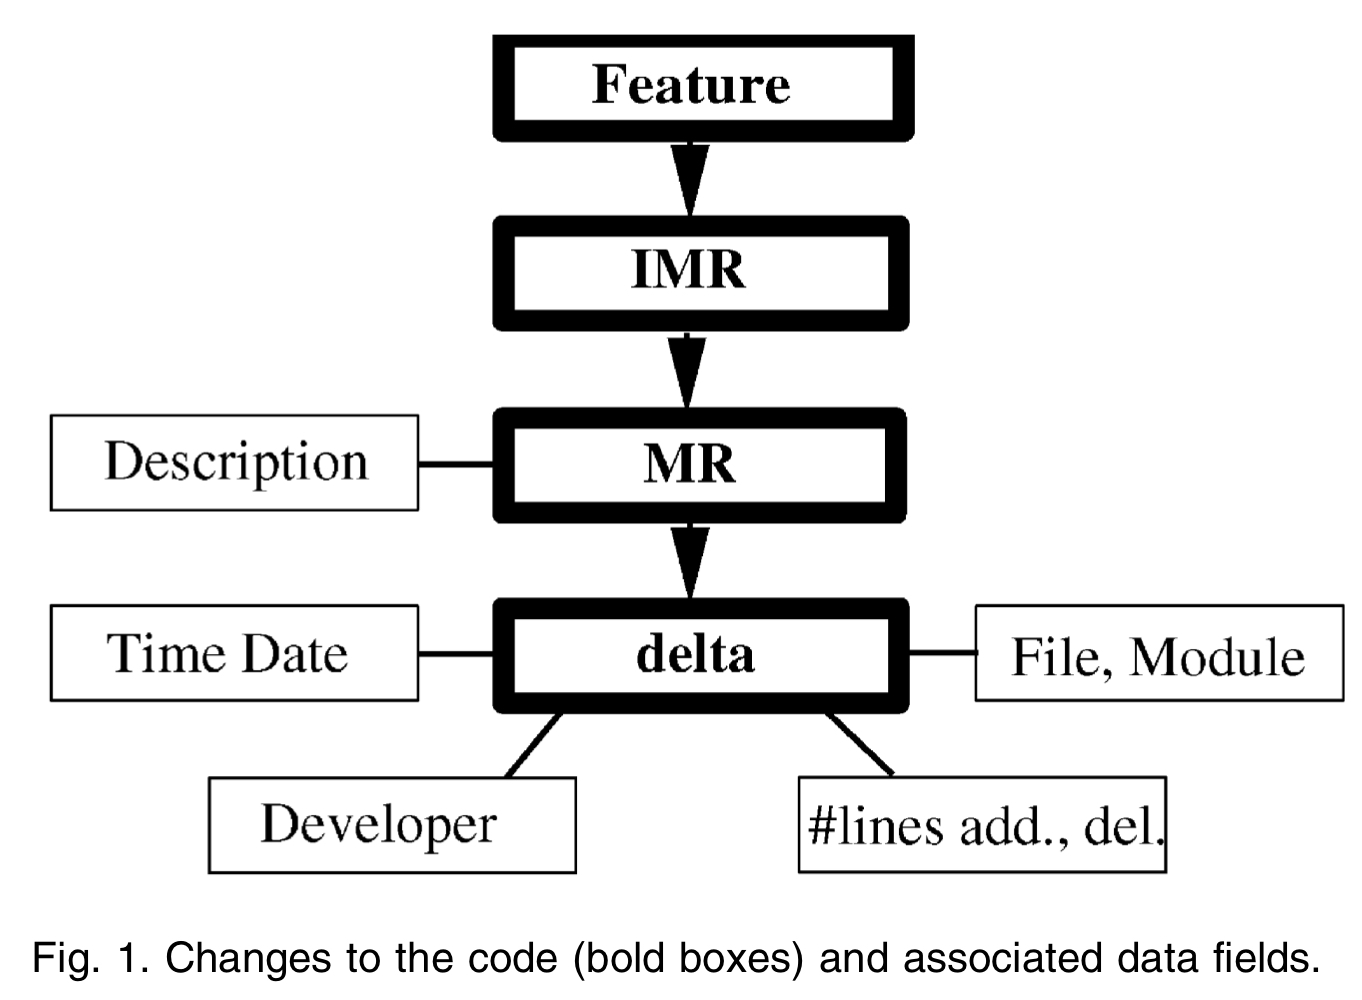 Feature
IMR
MR
Description
Time Date
delta
File, Module
Developer
#lines add., del.
Fig. 1. Changes to the code (bold boxes) and associated data fields.